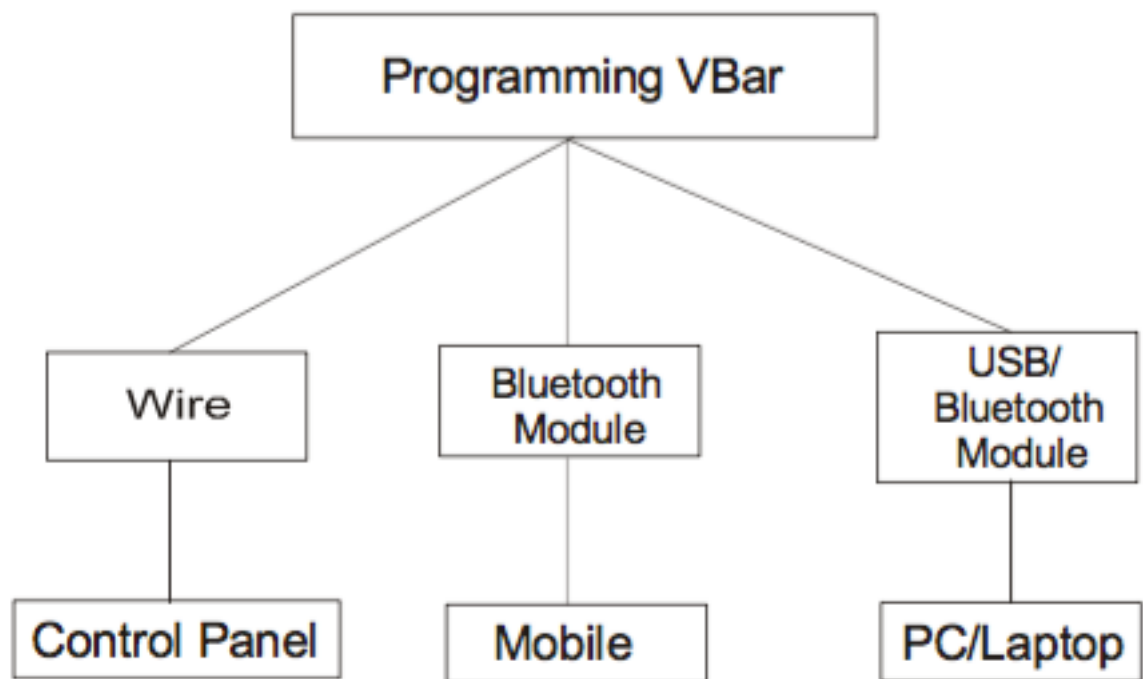 Programming VBar
Wire
Bluetooth
Module
USB/
Bluetooth
Module
Control Panel
Mobile
PC/Laptop